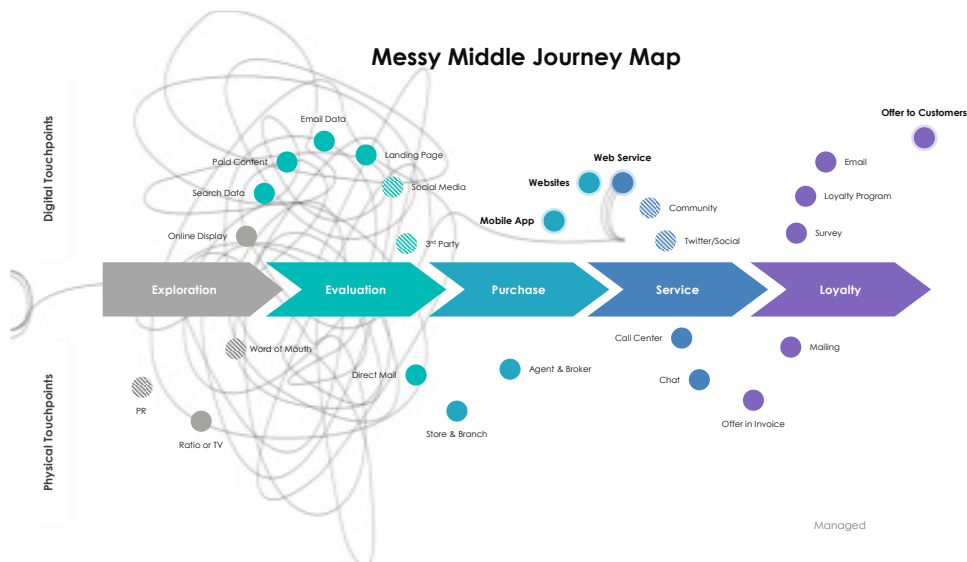 Messy Middle Journey Map
Digital Touchpoints
Offer to Customers
Email Data
Paid Content
Landing Page
Web Service
Email
Search Data
Social Media
Websites
Loyalty Program
Mobile App
Community
Online Display
3rd Party
Twitter/Social
Survey
Exploration
Evaluation
Purchase
Service
Loyalty
Physical Touchpoints
Word of Mouth
Call Center
Mailing
PR
Direct Mail
Agent & Broker
Chat
Ratio or TV
Store & Branch
Offer in Invoice
Managed